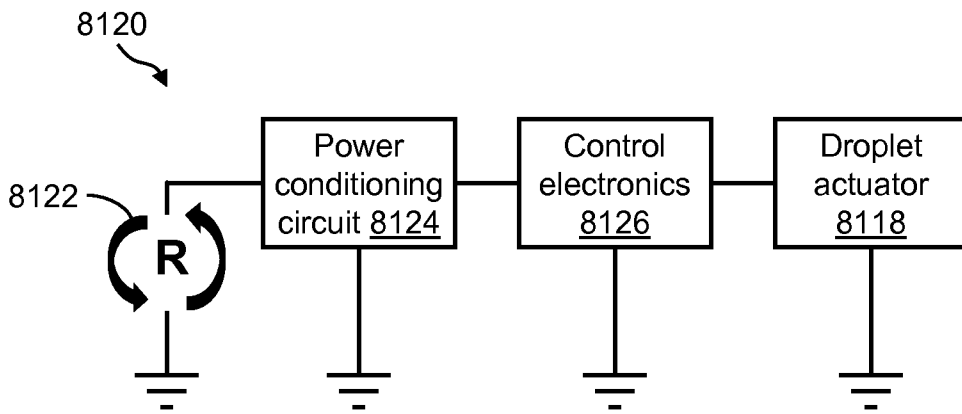 8120
8122
R
Power
conditioning
circuit 8124
Control
electronics
8126
Droplet
actuator
8118